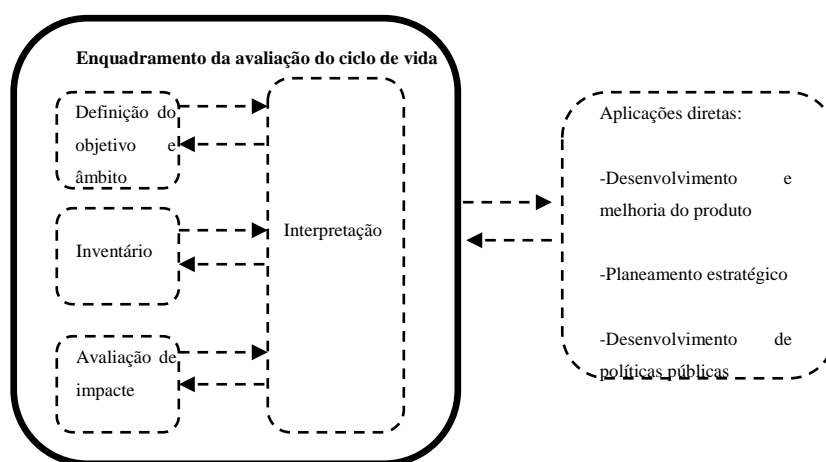 Enquadramento da avaliação do ciclo de vida
Definição do
objetivo e
âmbito
Inventário
Avaliação de
impacte
Interpretação
Aplicações diretas:
-Desenvolvimento e
melhoria do produto
-Planeamento estratégico
-Desenvolvimento de
políticas públicas